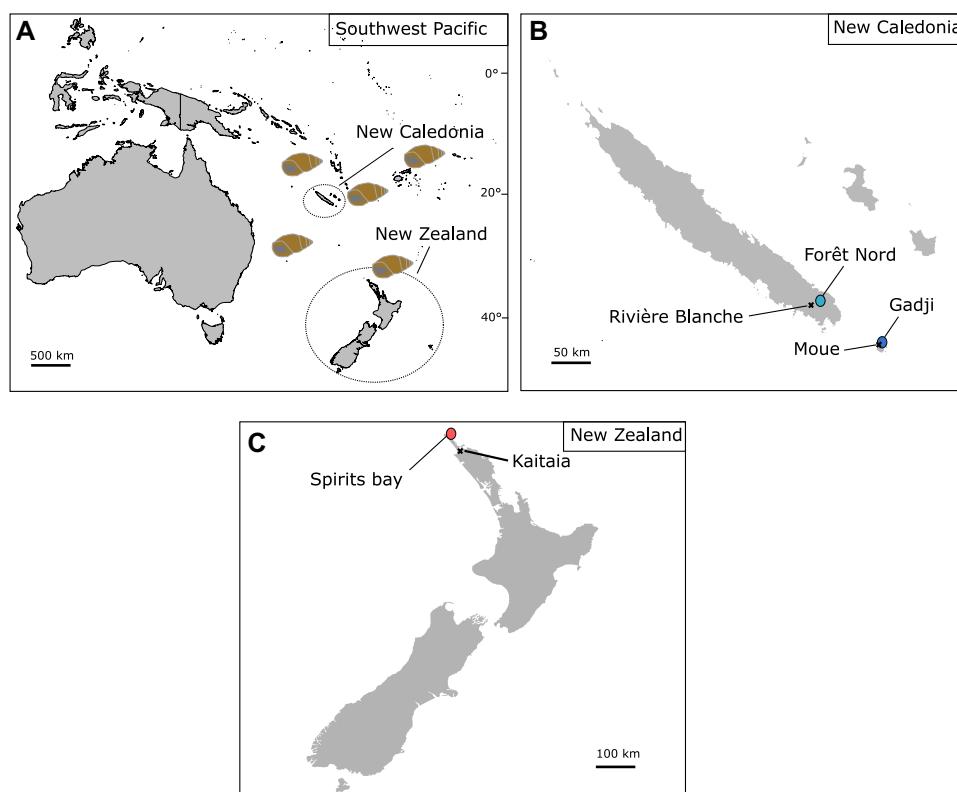 A
Southwest Pacific
0°
New Caledonia
20°
New Zealand
40°
500 km
B
New Caledonia
Forêt Nord
Rivière Blanche
Gadji
Moue
50 km
C
New Zealand
Spirits bay
Kaitaia
100 km